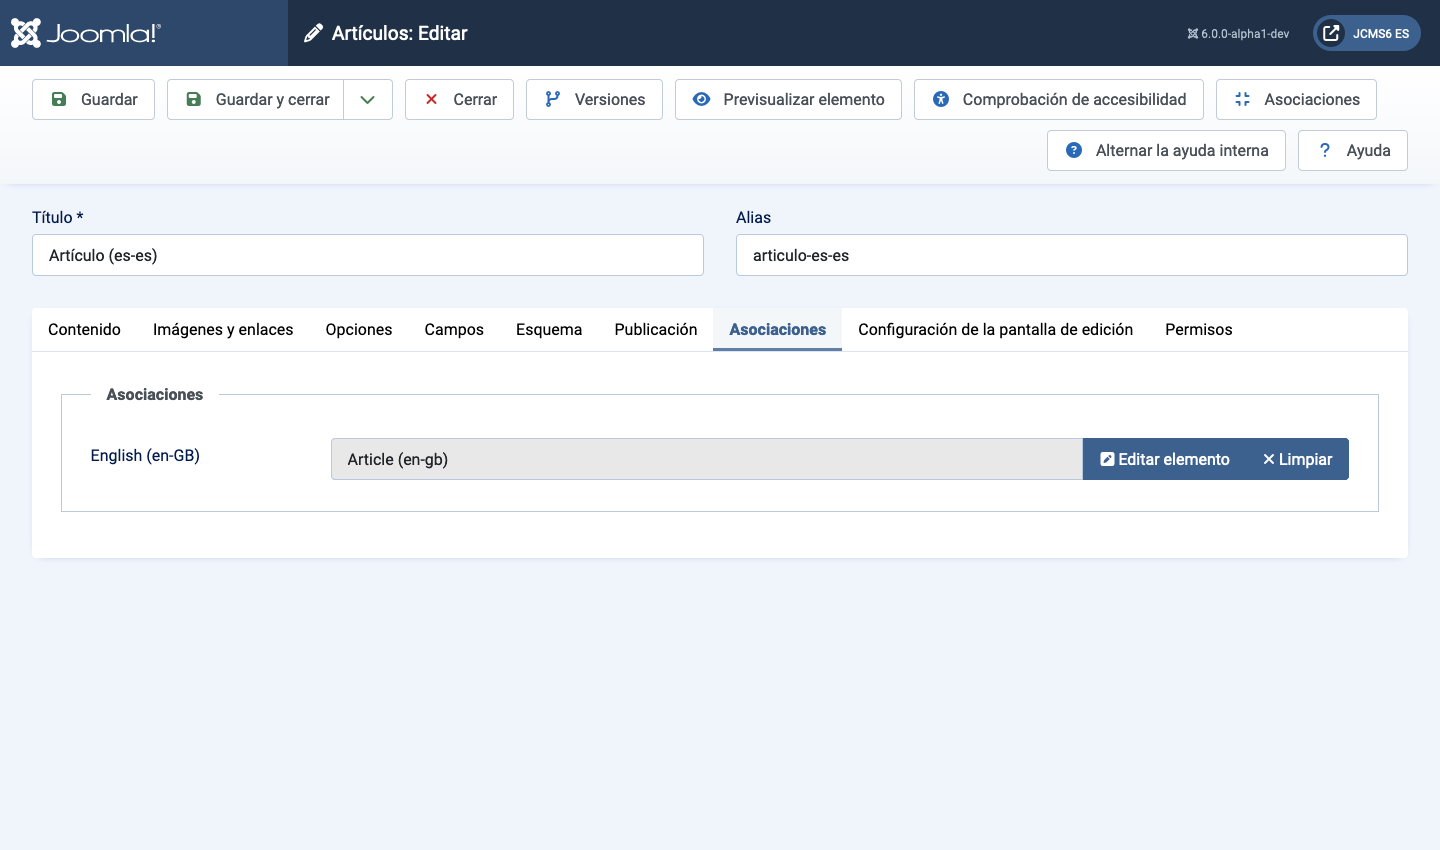 Joomla!®
Artículos: Editar
6.0.0-alpha1-dev
JCMS6 ES
Guardar
Guardar y cerrar
Cerrar
Versiones
Previsualizar elemento
Comprobación de accesibilidad
Asociaciones
Alternar la ayuda interna
? Ayuda
Título *
Alias
Artículo (es-es)
articulo-es-es
Contenido
Imágenes y enlaces
Opciones
Campos
Esquema
Publicación
Asociaciones
Configuración de la pantalla de edición
Permisos
Asociaciones
English (en-GB)
Article (en-gb)
Editar elemento
Limpiar